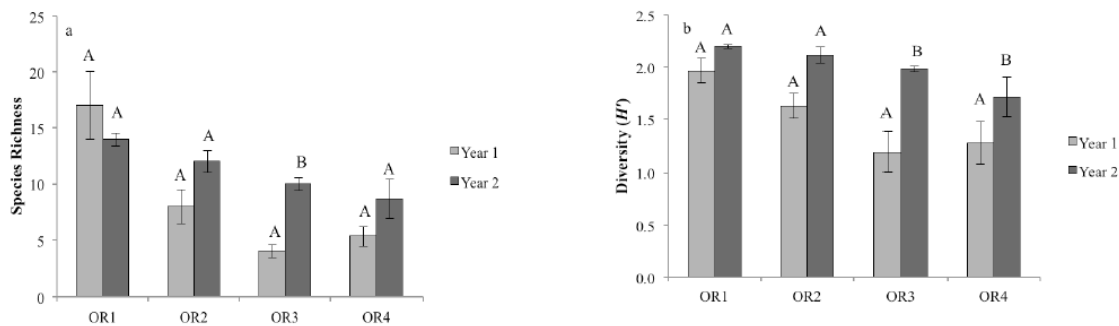 a
Species Richness
25
20
15
10
5
0
A
A
A
A
A
B
A
A
OR1 OR2 OR3 OR4
Year 1
Year 2
b
Diversity (H')
2.5
2.0
1.5
1.0
0.5
0.0
A
A
A
A
A
B
A
B
OR1 OR2 OR3 OR4
Year 1
Year 2